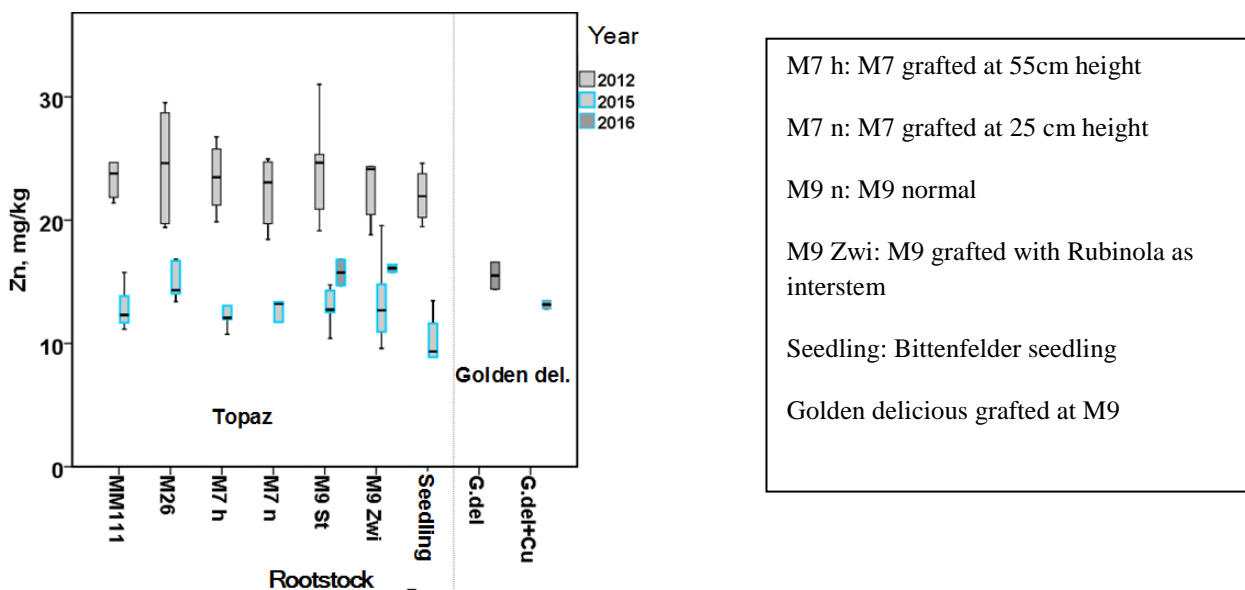 Year
2012
2015
2016
30
20
10
0
Zn, mg/kg
Golden del.
Topaz
MM111
M26
M7 h
M7 n
M9 St
M9 Zwi
Seedling
G.del
G.del+Cu
Rootstock
M7 h: M7 grafted at 55cm height
M7 n: M7 grafted at 25 cm height
M9 n: M9 normal
M9 Zwi: M9 grafted with Rubinola as
interstem
Seedling: Bittenfelder seedling
Golden delicious grafted at M9